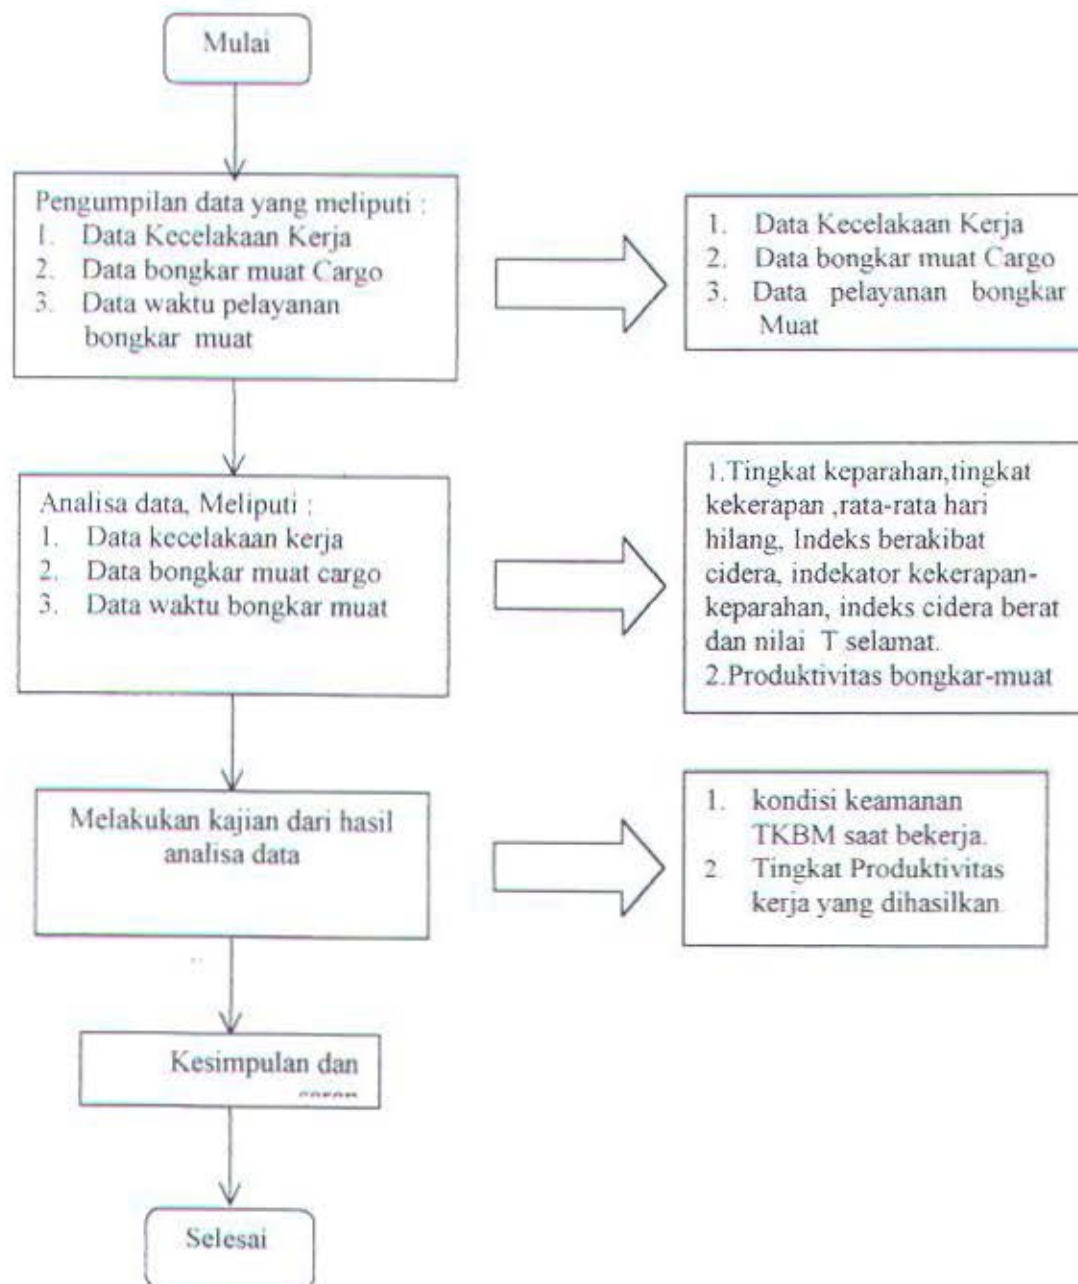 Mulai
Pengumpilan data yang meliputi :
1. Data Kecelakaan Kerja
2. Data bongkar muat Cargo
3. Data waktu pelayanan
bongkar muat
1. Data Kecelakaan Kerja
2. Data bongkar muat Cargo
3. Data pelayanan bongkar
Muat
Analisa data, Meliputi :
1. Data kecelakaan kerja
2. Data bongkar muat cargo
3. Data waktu bongkar muat
1.Tingkat keparahan,tingkat
kekerapan ,rata-rata hari
hilang, Indeks berakibat
cidera, indekator kekerapan-
keparahan, indeks cidera berat
dan nilai T selamat.
2.Produktivitas bongkar-muat
Melakukan kajian dari hasil
analisa data
1. kondisi keamanan
TKBM saat bekerja.
2 Tingkat Produktivitas
kerja yang dihasilkan.
Kesimpulan dan
Selesai